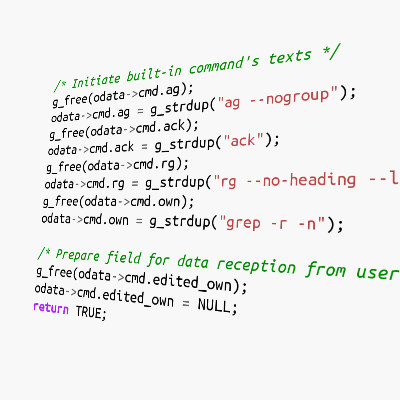 /* Initiate built-in command's texts */
g_free(odata->cmd.ag);
odata->cmd.ag = g_strdup("ag --nogroup");
g_free(odata->cmd.ack);
odata->cmd.ack = g_strdup("ack");
g_free(odata->cmd.rg);
odata->cmd.rg = g_strdup("rg --no-heading --l
g_free(odata->cmd.own);
odata->cmd.own = g_strdup("grep -r -n");
/* Prepare field for data reception from user
g_free(odata->cmd.edited_own);
odata->cmd.edited_own = NULL;
return TRUE;